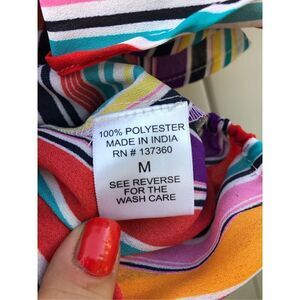 100% POLYESTER
MADE IN INDIA
RN # 137360
M
SEE REVERSE
FOR THE
WASH CARE